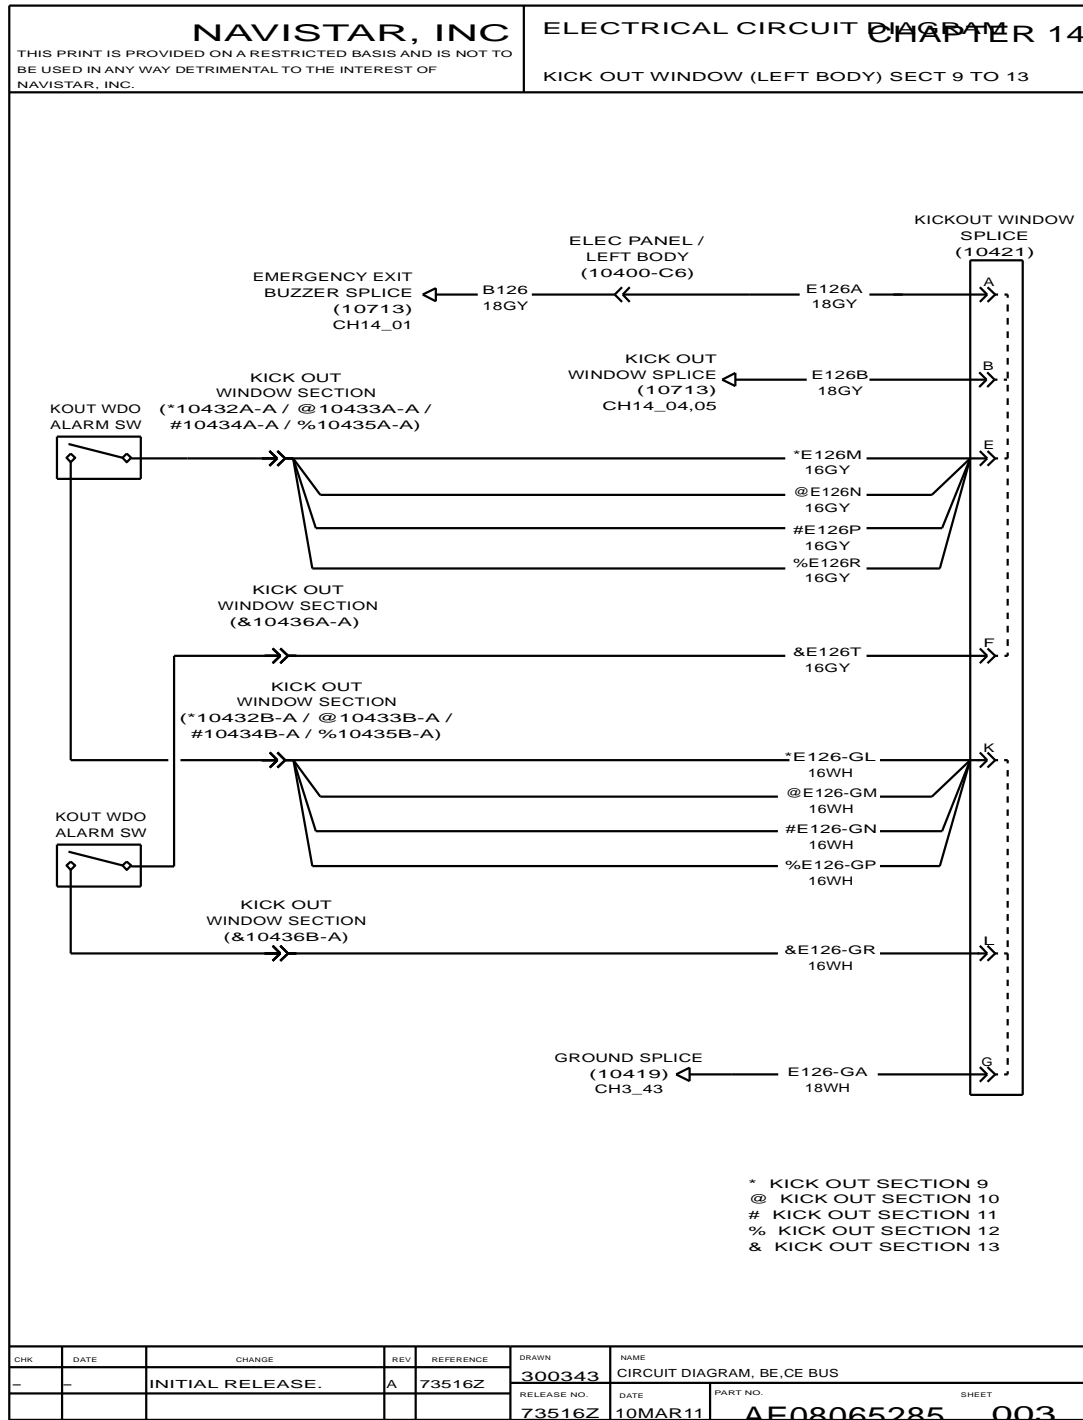 NAVISTAR, INC
THIS PRINT IS PROVIDED ON A RESTRICTED BASIS AND IS NOT TO
BE USED IN ANY WAY DETRIMENTAL TO THE INTEREST OF
NAVISTAR, INC.
ELECTRICAL CIRCUIT DIAGRAM
CHAPTER 14
KICK OUT WINDOW (LEFT BODY) SECT 9 TO 13
KICKOUT WINDOW
SPLICE
(10421)
ELEC PANEL /
LEFT BODY
(10400-C6)
EMERGENCY EXIT
BUZZER SPLICE
(10713)
CH14_01
B126
18GY
E126A
18GY
A
KICK OUT
WINDOW SPLICE
(10713)
CH14_04,05
E126B
18GY
B
KICK OUT
WINDOW SECTION
(*10432A-A / @10433A-A /
#10434A-A / %10435A-A)
KOUT WDO
ALARM SW
*E126M
16GY
E
@E126N
16GY
#E126P
16GY
%E126R
16GY
KICK OUT
WINDOW SECTION
(&10436A-A)
&E126T
16GY
F
KICK OUT
WINDOW SECTION
(*10432B-A / @10433B-A /
#10434B-A / %10435B-A)
*E126-GL
16WH
K
@E126-GM
16WH
#E126-GN
16WH
%E126-GP
16WH
KOUT WDO
ALARM SW
KICK OUT
WINDOW SECTION
(&10436B-A)
&E126-GR
16WH
L
GROUND SPLICE
(10419)
CH3_43
E126-GA
18WH
G
* KICK OUT SECTION 9
@ KICK OUT SECTION 10
# KICK OUT SECTION 11
% KICK OUT SECTION 12
& KICK OUT SECTION 13
CHK DATE CHANGE REV REFERENCE
– – INITIAL RELEASE. A 73516Z
DRAWN
300343
NAME
CIRCUIT DIAGRAM, BE,CE BUS
RELEASE NO.
73516Z
DATE
10MAR11
PART NO.
AE08065285
SHEET
003